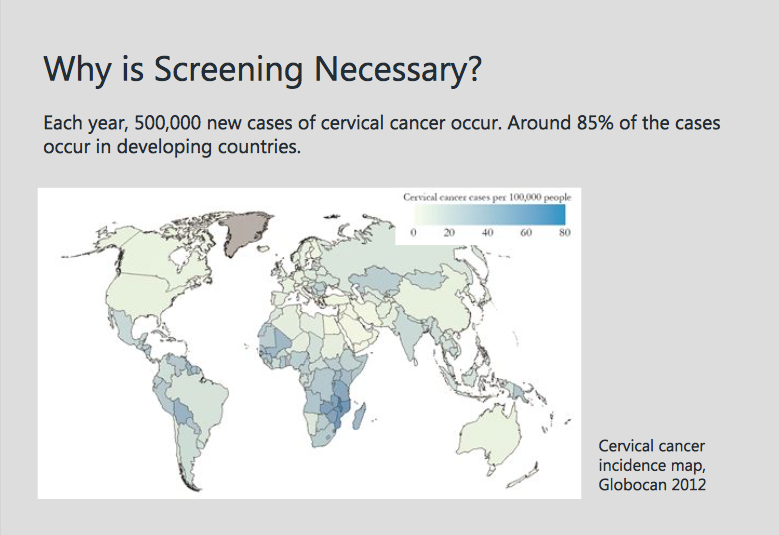 Why is Screening Necessary?
Each year, 500,000 new cases of cervical cancer occur. Around 85% of the cases
occur in developing countries.
Cervical cancer cases per 100,000 people
0 20 40 60 80
Cervical cancer
incidence map,
Globocan 2012